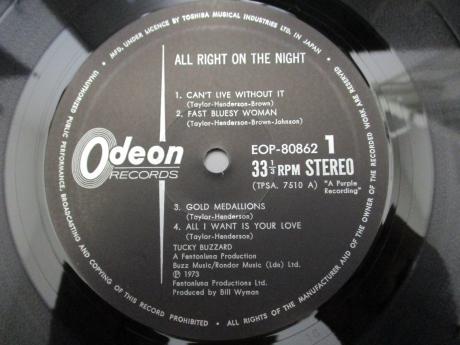 MFD. UNDER LICENCE BY TOSHIBA MUSICAL INDUSTRIES LTD. IN JAPAN •
ALL RIGHT ON THE NIGHT
1. CAN'T LIVE WITHOUT IT
(Taylor-Henderson-Brown)
2. FAST BLUESY WOMAN
(Taylor-Henderson-Brown-Johnson)
Odeon
RECORDS
EOP-80862 1
33 1/3 RPM STEREO
(TPSA. 7510 A) "A Purple
Recording"
3. GOLD MEDALLIONS
(Taylor-Henderson)
4. ALL I WANT IS YOUR LOVE
(Taylor-Henderson)
TUCKY BUZZARD
A Fentonluna Production
Buzz Music/Rondor Music (Ldn) Ltd.
Ⓟ 1973
Fentonluna Productions
Produced by Bill Wyman
UNAUTHORISED PUBLIC PERFORMANCE, BROADCASTING AND COPYING OF THIS RECORD PROHIBITED • ALL RIGHTS OF THE MANUFACTURER AND OF THE OWNER OF THE RECORDED WORK ARE RESERVED